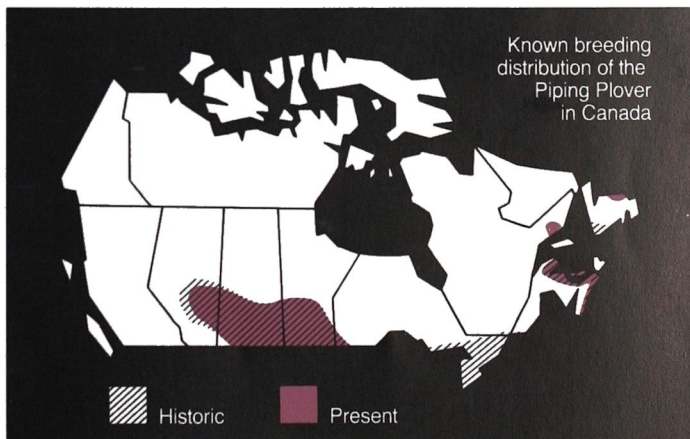 Known breeding
distribution of the
Piping Plover
in Canada
Historic
Present